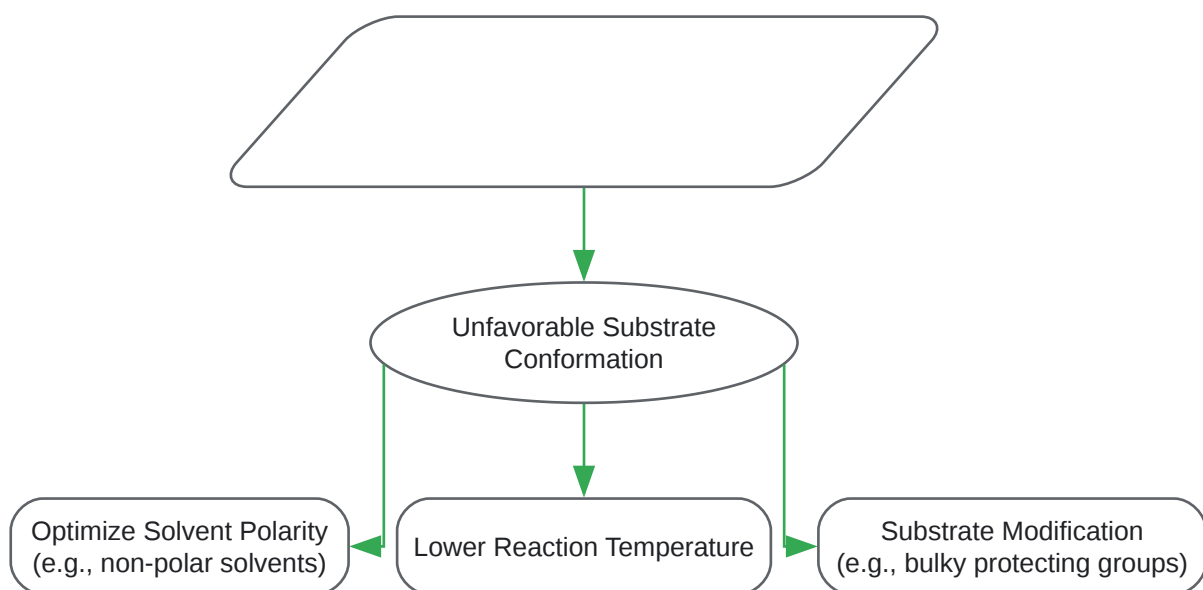 Unfavorable Substrate
Conformation
Optimize Solvent Polarity
(e.g., non-polar solvents)
Lower Reaction Temperature
Substrate Modification
(e.g., bulky protecting groups)